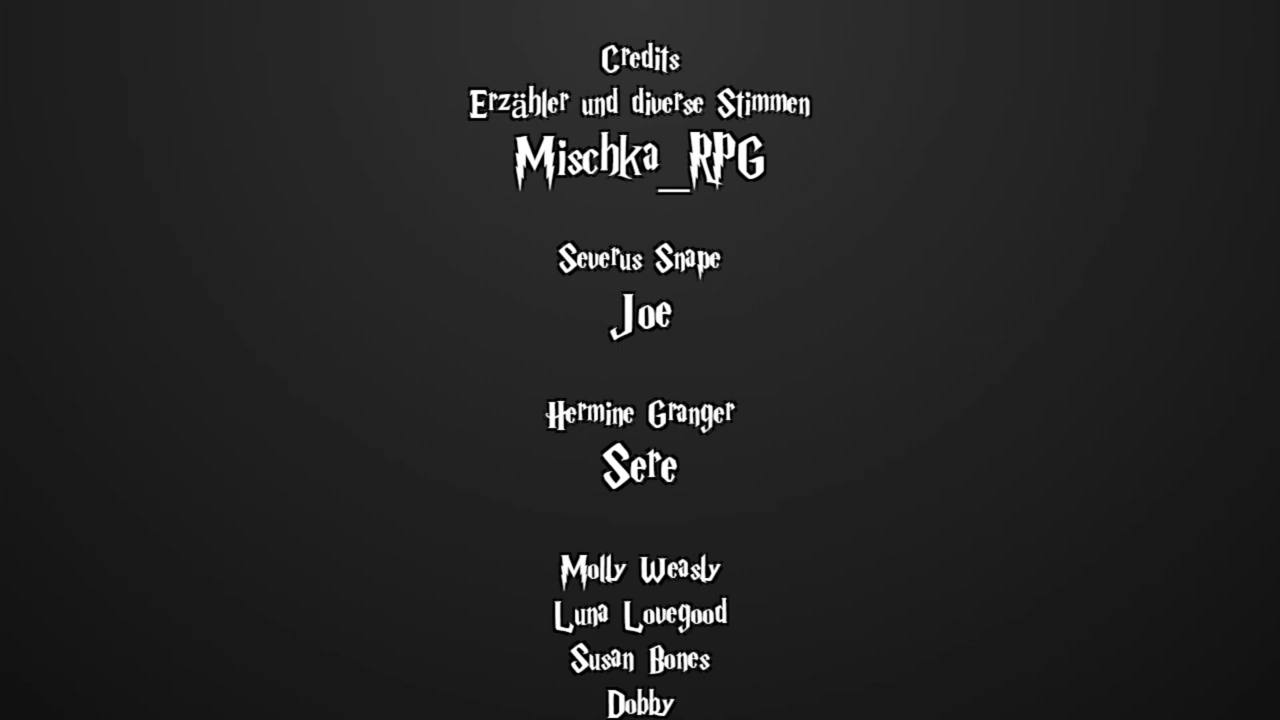 Credits
Erzähler und diverse Stimmen
Mischka_RPG
Severus Snape
Joe
Hermine Granger
Sere
Molly Weasly
Luna Lovegood
Susan Bones
Dobby